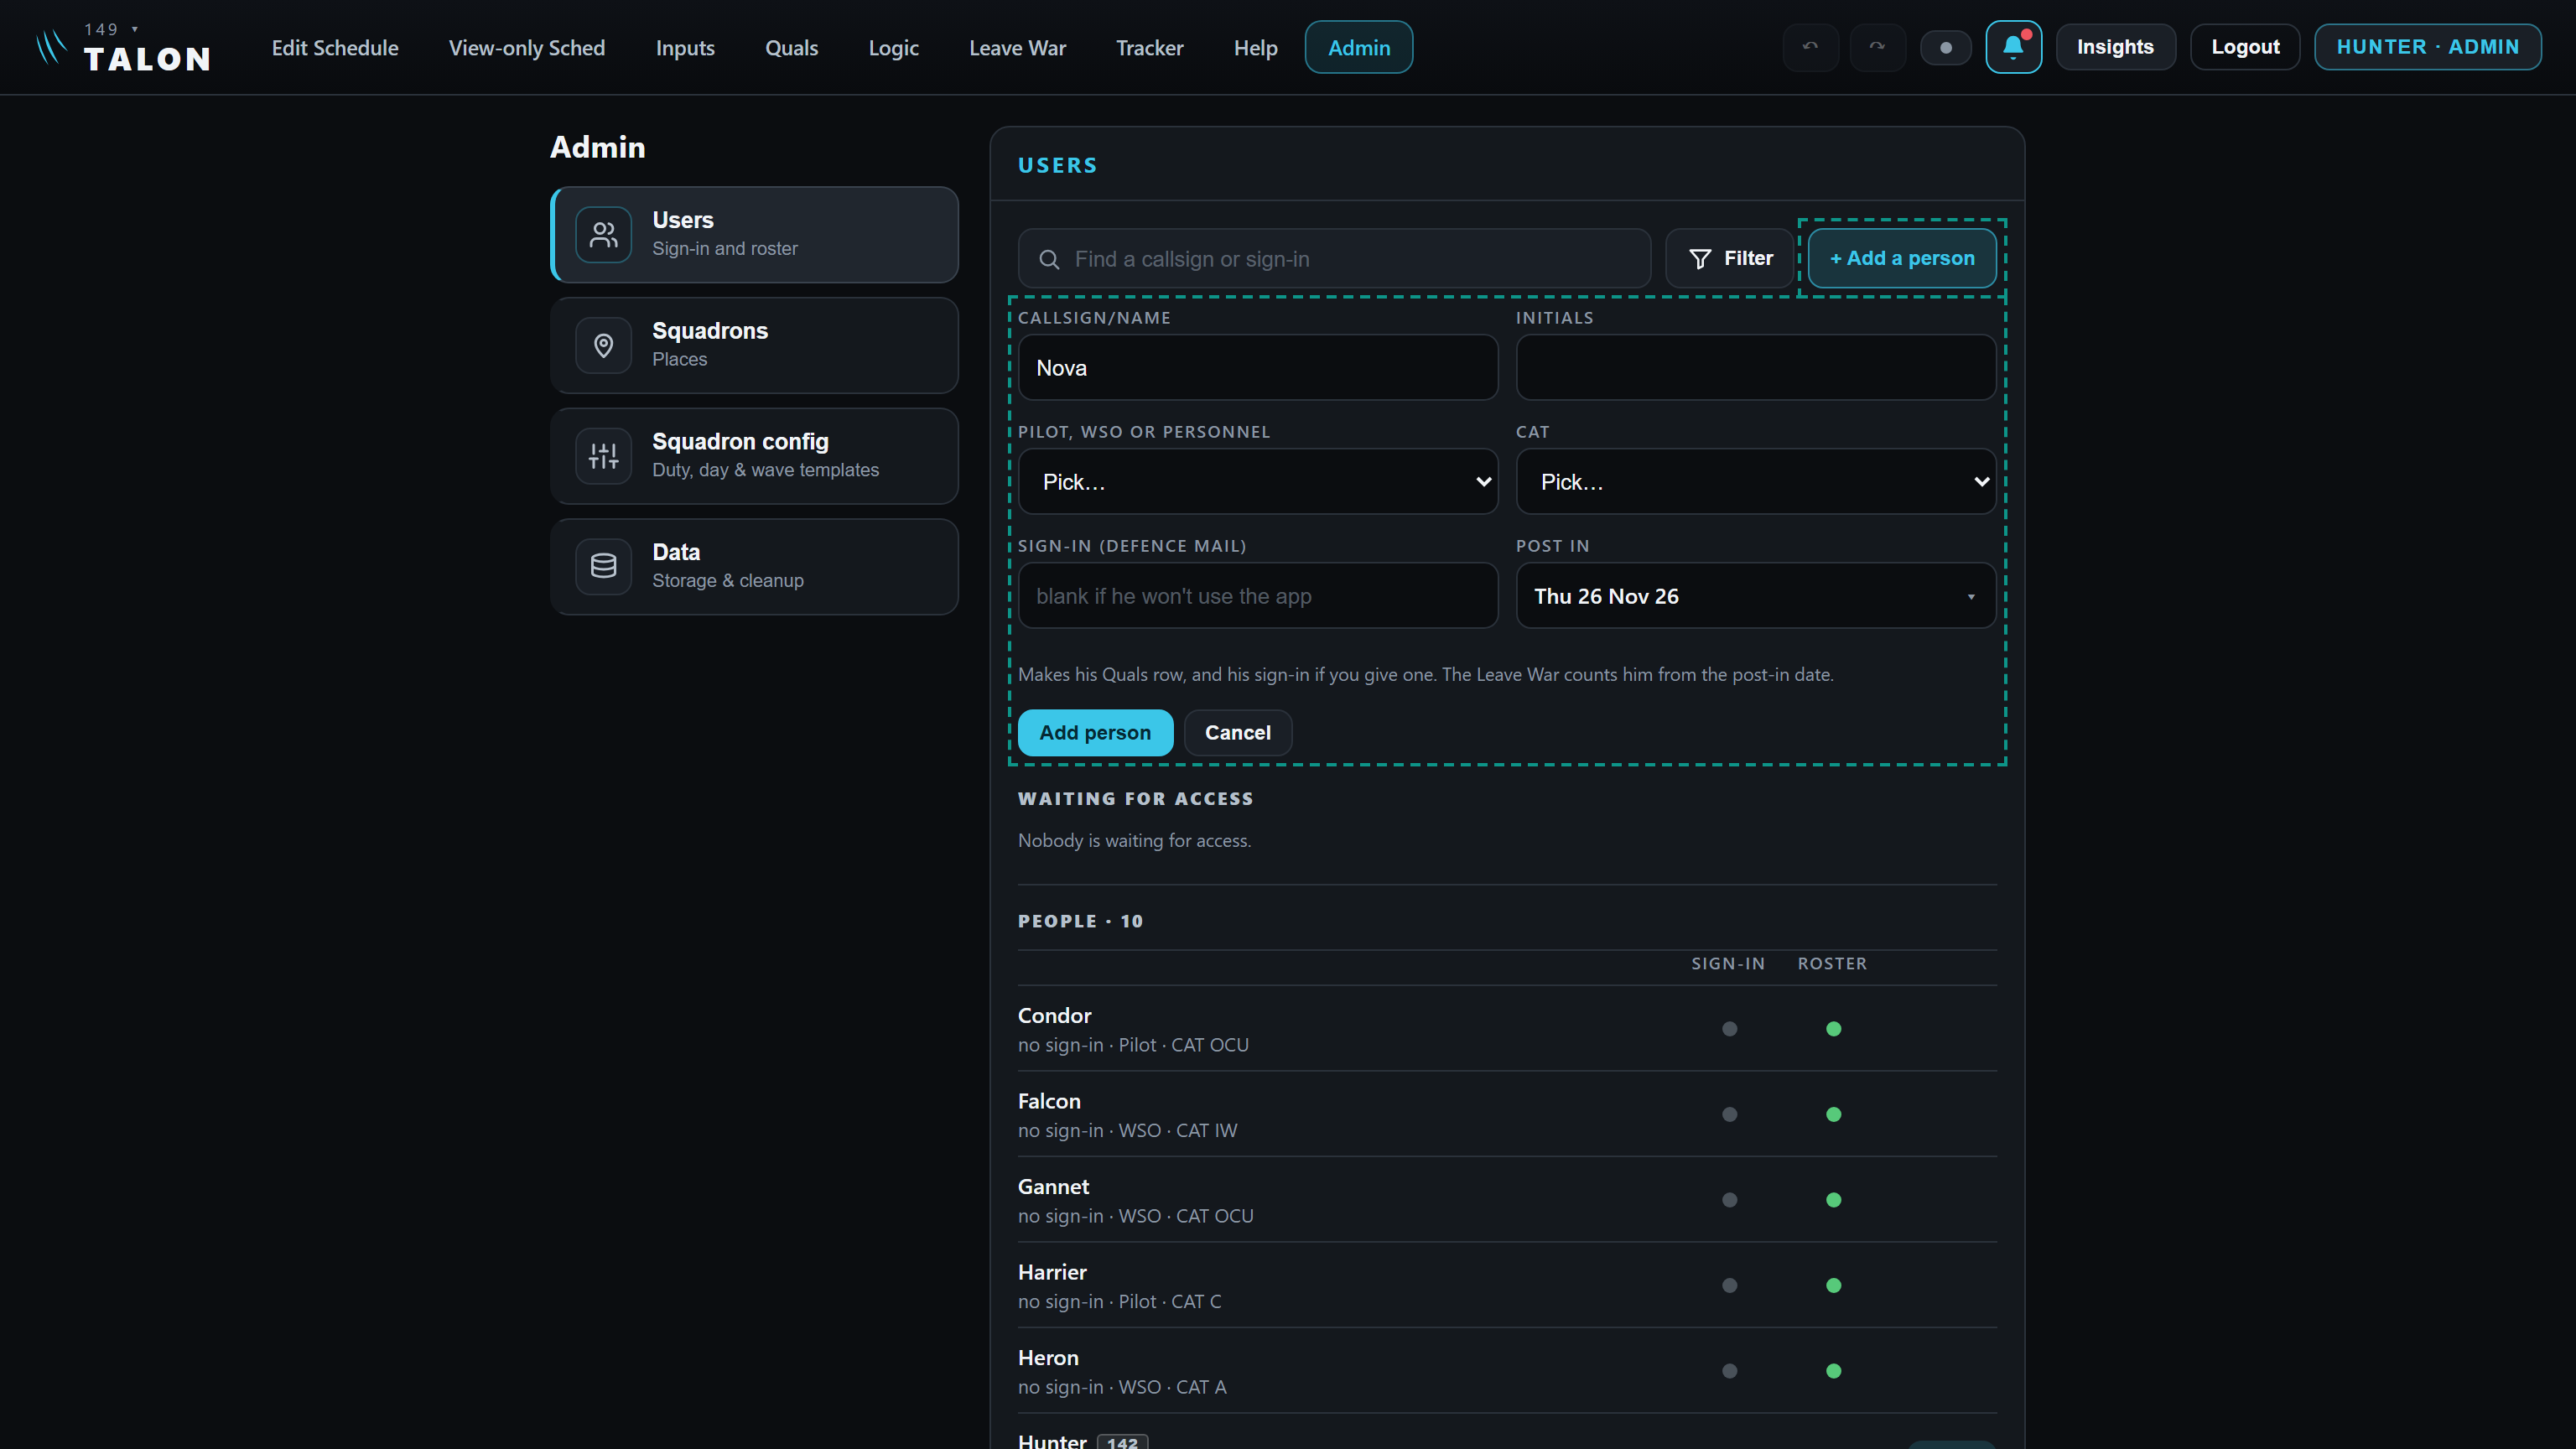 149 ▾
TALON
Edit Schedule
View-only Sched
Inputs
Quals
Logic
Leave War
Tracker
Help
Admin
Insights
Logout
HUNTER · ADMIN
Admin
Users
Sign-in and roster
Squadrons
Places
Squadron config
Duty, day & wave templates
Data
Storage & cleanup
USERS
Find a callsign or sign-in
Filter
+ Add a person
CALLSIGN/NAME
INITIALS
Nova
PILOT, WSO OR PERSONNEL
CAT
Pick…
Pick…
SIGN-IN (DEFENCE MAIL)
POST IN
blank if he won't use the app
Thu 26 Nov 26
Makes his Quals row, and his sign-in if you give one. The Leave War counts him from the post-in date.
Add person
Cancel
WAITING FOR ACCESS
Nobody is waiting for access.
PEOPLE · 10
SIGN-IN
ROSTER
Condor
no sign-in · Pilot · CAT OCU
Falcon
no sign-in · WSO · CAT IW
Gannet
no sign-in · WSO · CAT OCU
Harrier
no sign-in · Pilot · CAT C
Heron
no sign-in · WSO · CAT A
Hunter 142